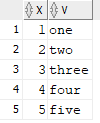 X V
1 1 one
2 2 two
3 3 three
4 4 four
5 5 five